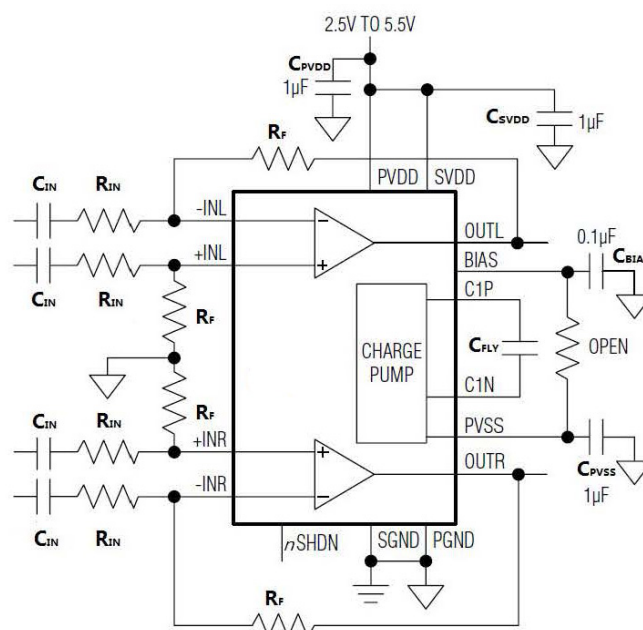 2.5V TO 5.5V
CPVDD
1µF
CSVDD
1µF
RF
PVDD SVDD
CIN RIN
-INL
OUTL
+INL
BIAS
0.1µF
CBIA
CIN RIN
C1P
RF
CHARGE
PUMP
CFLY
OPEN
C1N
RF
CIN RIN
+INR
PVSS
-INR
OUTR
CPVSS
1µF
CIN RIN
nSHDN
SGND PGND
RF